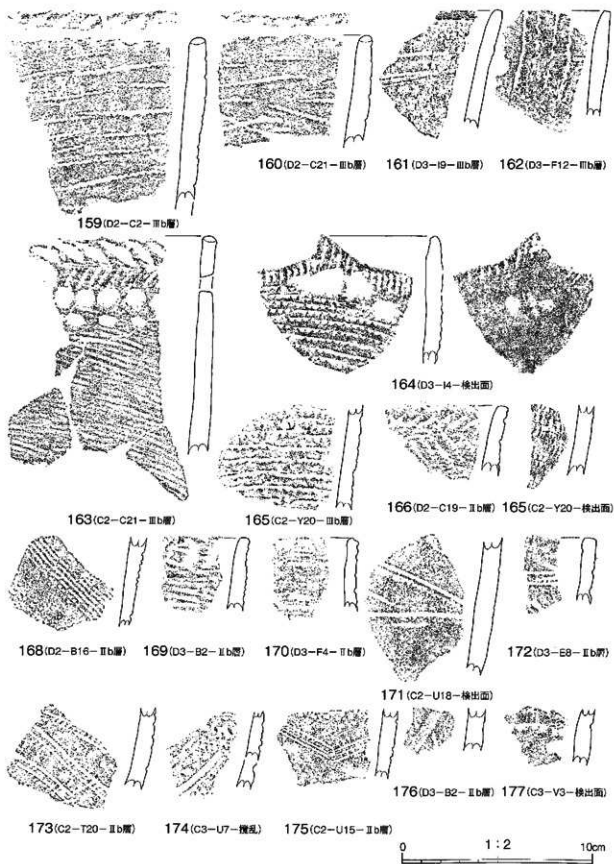 159(D2-C2-Ⅲb層)
160(D2-C21-Ⅲb層)
161(D3-I9-Ⅲb層)
162(D3-F12-Ⅲb層)
163(C2-C21-Ⅲb層)
164(D3-I4-検出面)
165(C2-Y20-Ⅲb層)
166(D2-C19-Ⅱb層)
165(C2-Y20-検出面)
168(D2-B16-Ⅱb層)
169(D3-B2-Ⅱb層)
170(D3-F4-Ⅱb層)
171(C2-U18-検出面)
172(D3-E8-Ⅱb層)
173(C2-T20-Ⅱb層)
174(C3-U7-撹乱)
175(C2-U15-Ⅱb層)
176(D3-B2-Ⅱb層)
177(C3-V3-検出面)
0 1:2 10cm